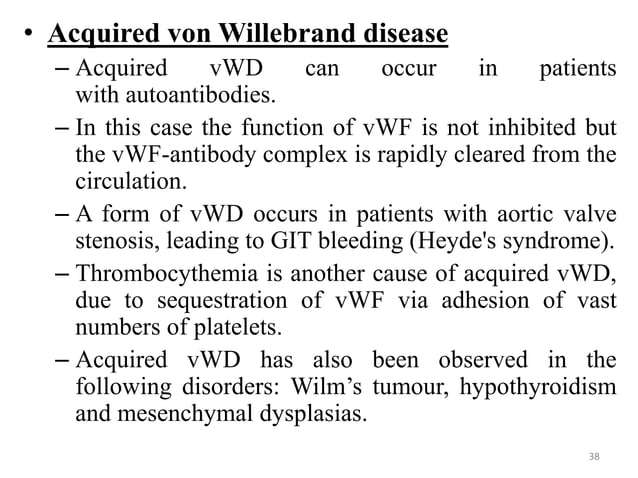 • Acquired von Willebrand disease
– Acquired vWD can occur in patients
with autoantibodies.
– In this case the function of vWF is not inhibited but
the vWF-antibody complex is rapidly cleared from the
circulation.
– A form of vWD occurs in patients with aortic valve
stenosis, leading to GIT bleeding (Heyde's syndrome).
– Thrombocythemia is another cause of acquired vWD,
due to sequestration of vWF via adhesion of vast
numbers of platelets.
– Acquired vWD has also been observed in the
following disorders: Wilm’s tumour, hypothyroidism
and mesenchymal dysplasias.
38